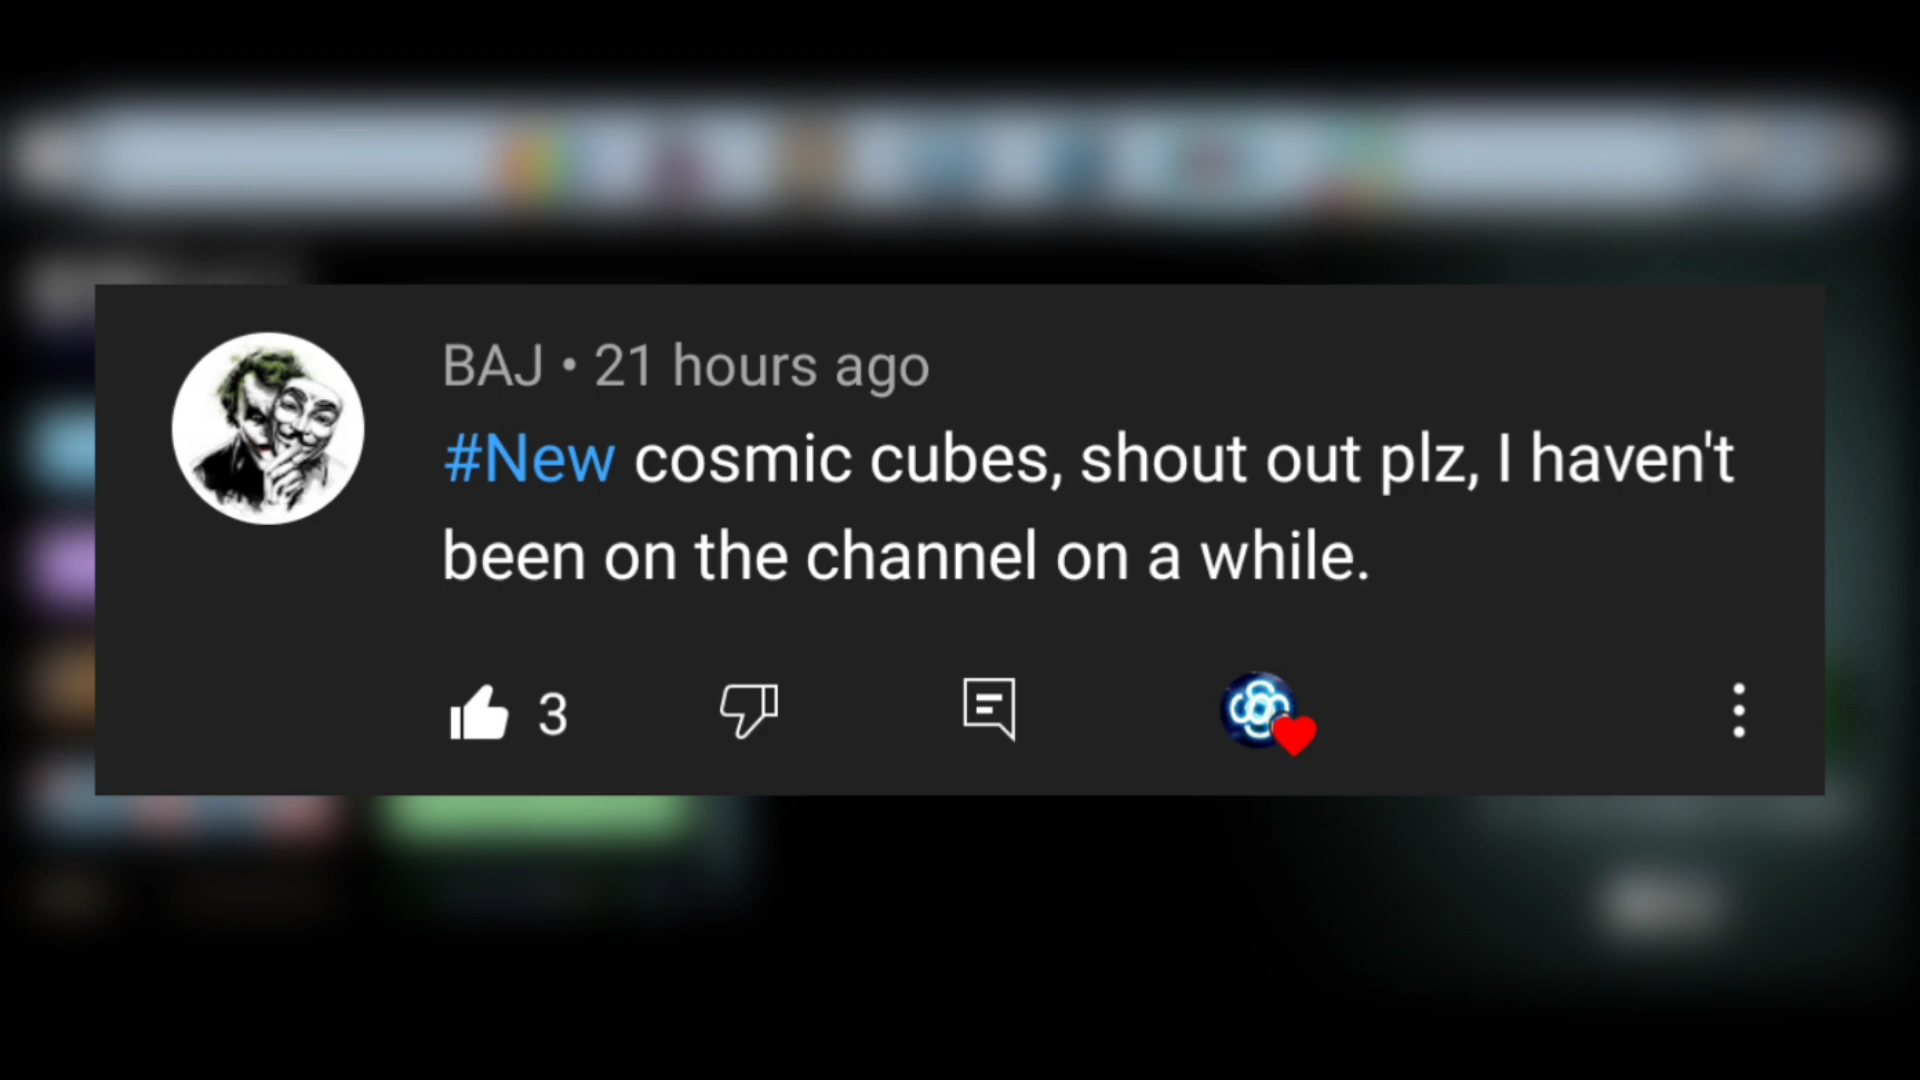 BAJ • 21 hours ago
#New cosmic cubes, shout out plz, I haven't
been on the channel on a while.
3